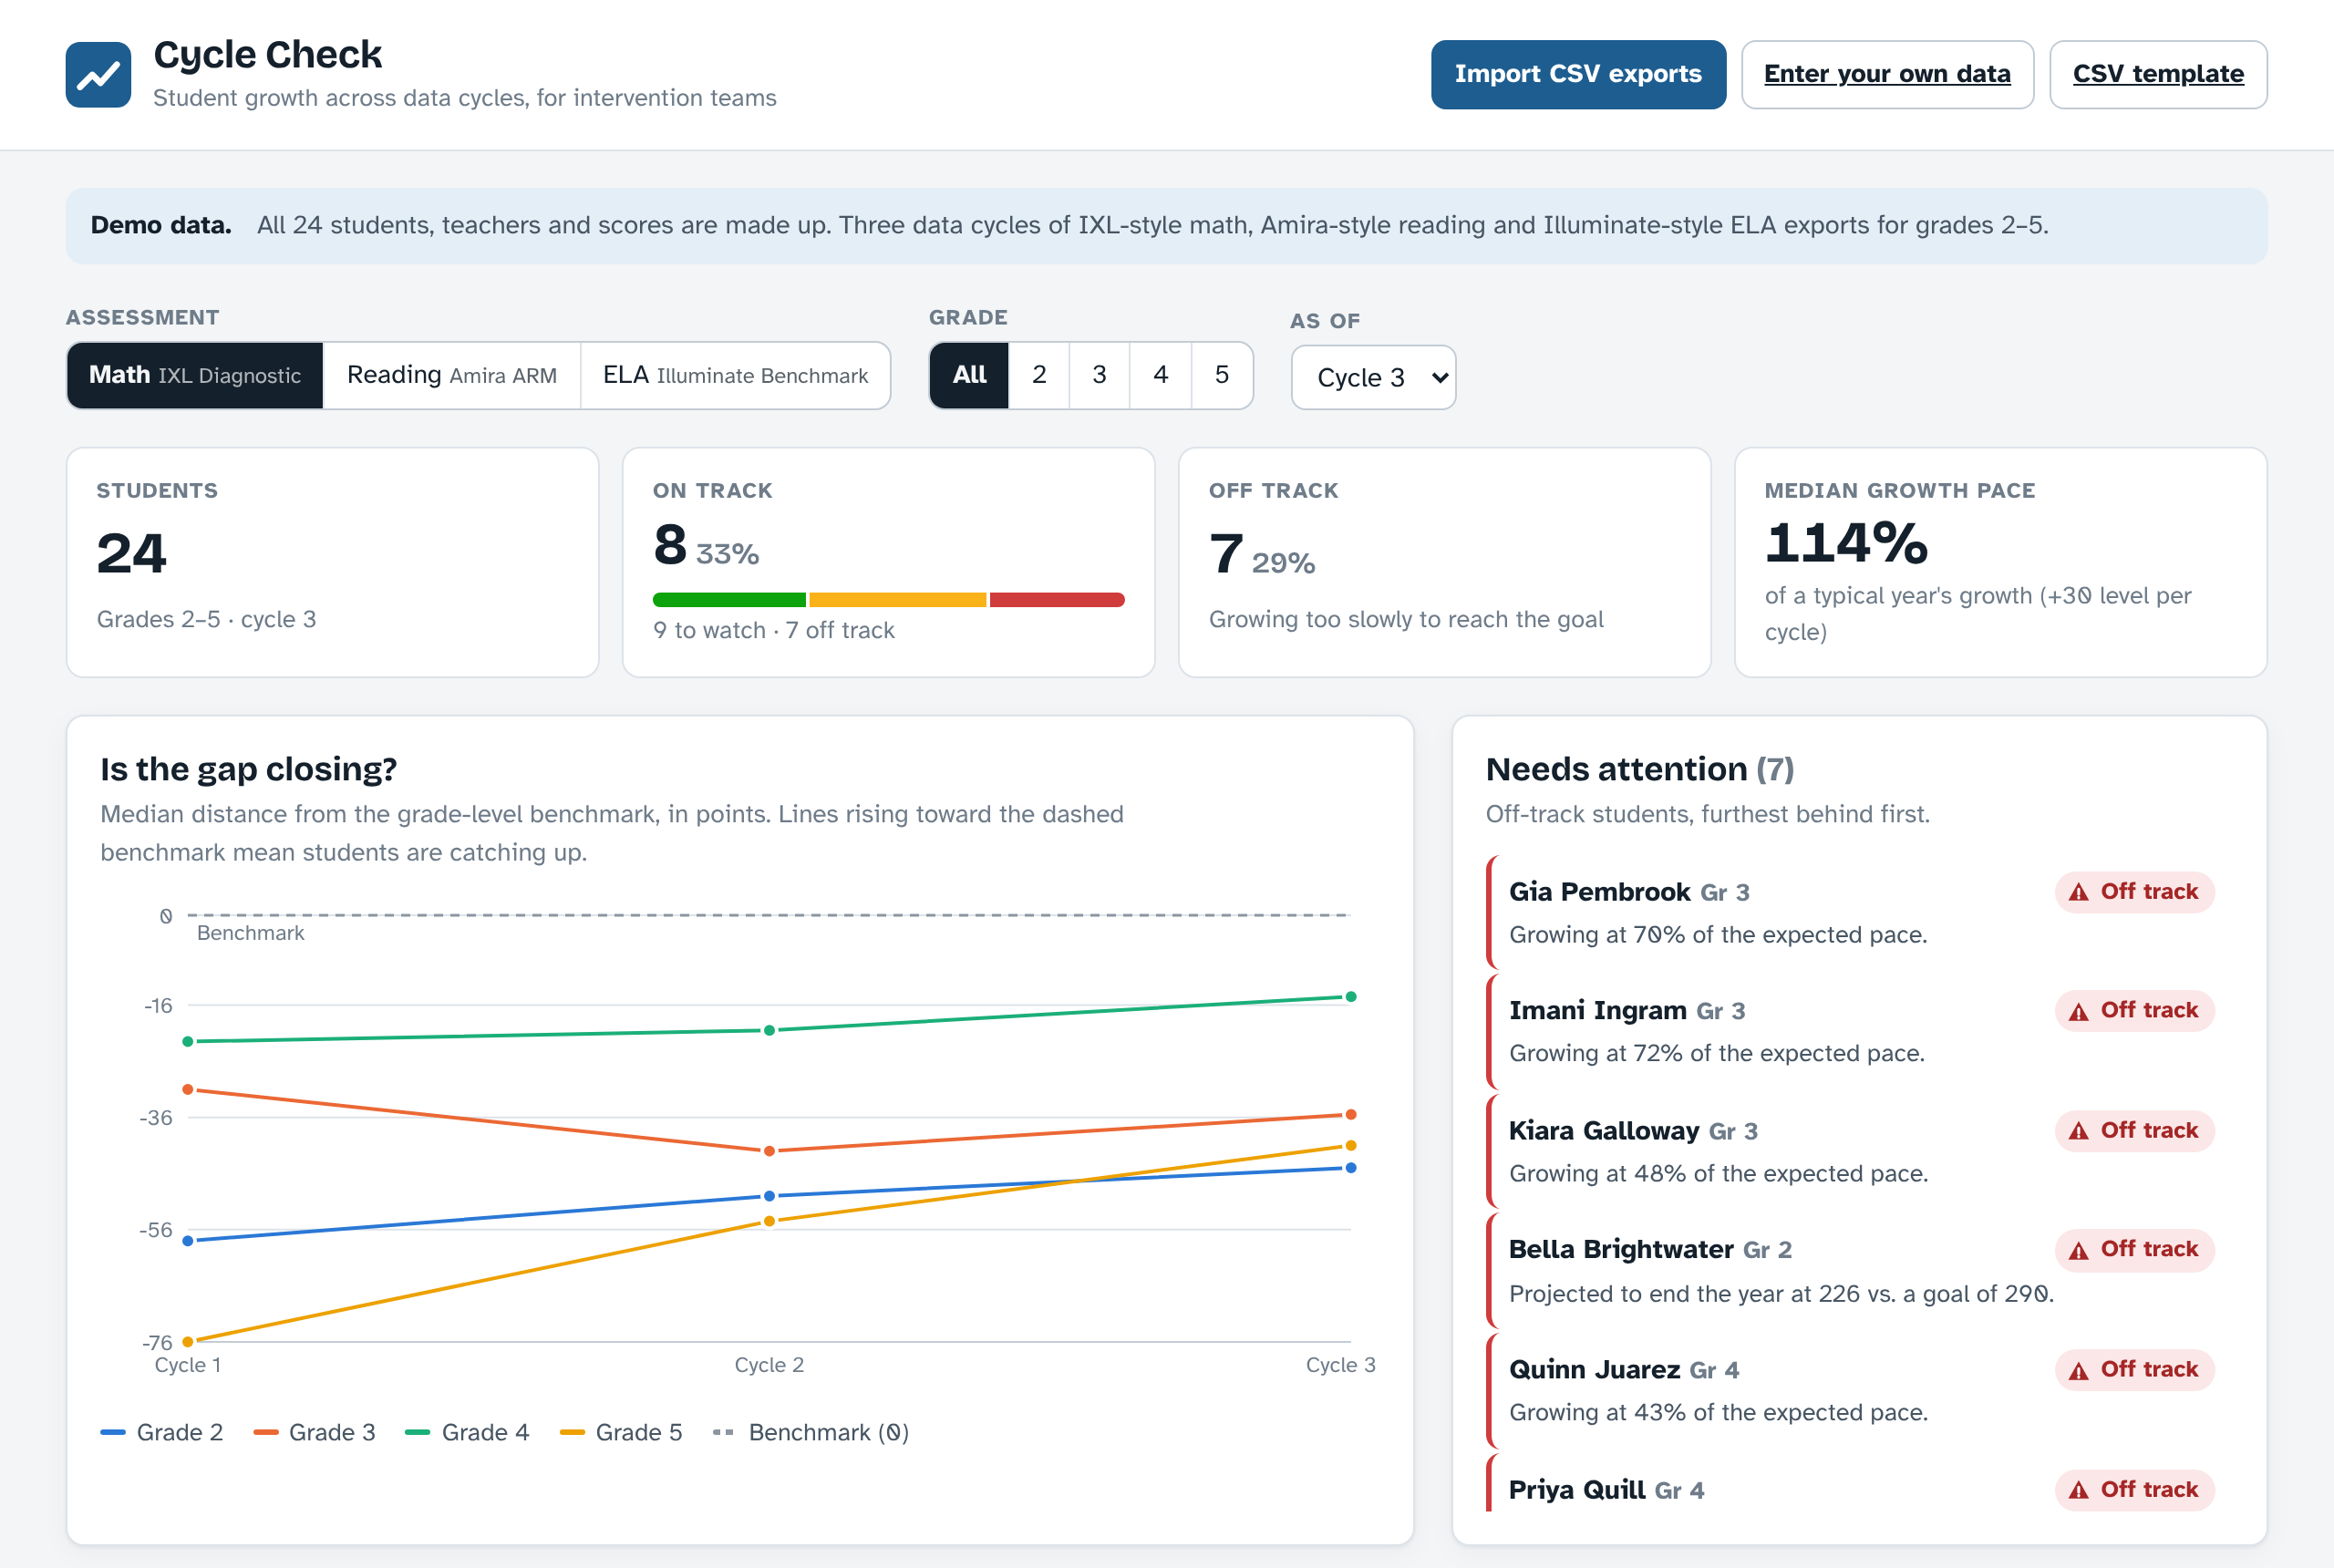 Cycle Check
Student growth across data cycles, for intervention teams
Import CSV exports
Enter your own data
CSV template
Demo data. All 24 students, teachers and scores are made up. Three data cycles of IXL-style math, Amira-style reading and Illuminate-style ELA exports for grades 2–5.
ASSESSMENT
Math IXL Diagnostic
Reading Amira ARM
ELA Illuminate Benchmark
GRADE
All 2 3 4 5
AS OF
Cycle 3
STUDENTS
24
Grades 2–5 · cycle 3
ON TRACK
8 33%
9 to watch · 7 off track
OFF TRACK
7 29%
Growing too slowly to reach the goal
MEDIAN GROWTH PACE
114%
of a typical year's growth (+30 level per
cycle)
Is the gap closing?
Median distance from the grade-level benchmark, in points. Lines rising toward the dashed
benchmark mean students are catching up.
0
Benchmark
-16
-36
-56
-76
Cycle 1
Cycle 2
Cycle 3
Grade 2
Grade 3
Grade 4
Grade 5
Benchmark (0)
Needs attention (7)
Off-track students, furthest behind first.
Gia Pembrook Gr 3
Off track
Growing at 70% of the expected pace.
Imani Ingram Gr 3
Off track
Growing at 72% of the expected pace.
Kiara Galloway Gr 3
Off track
Growing at 48% of the expected pace.
Bella Brightwater Gr 2
Off track
Projected to end the year at 226 vs. a goal of 290.
Quinn Juarez Gr 4
Off track
Growing at 43% of the expected pace.
Priya Quill Gr 4
Off track